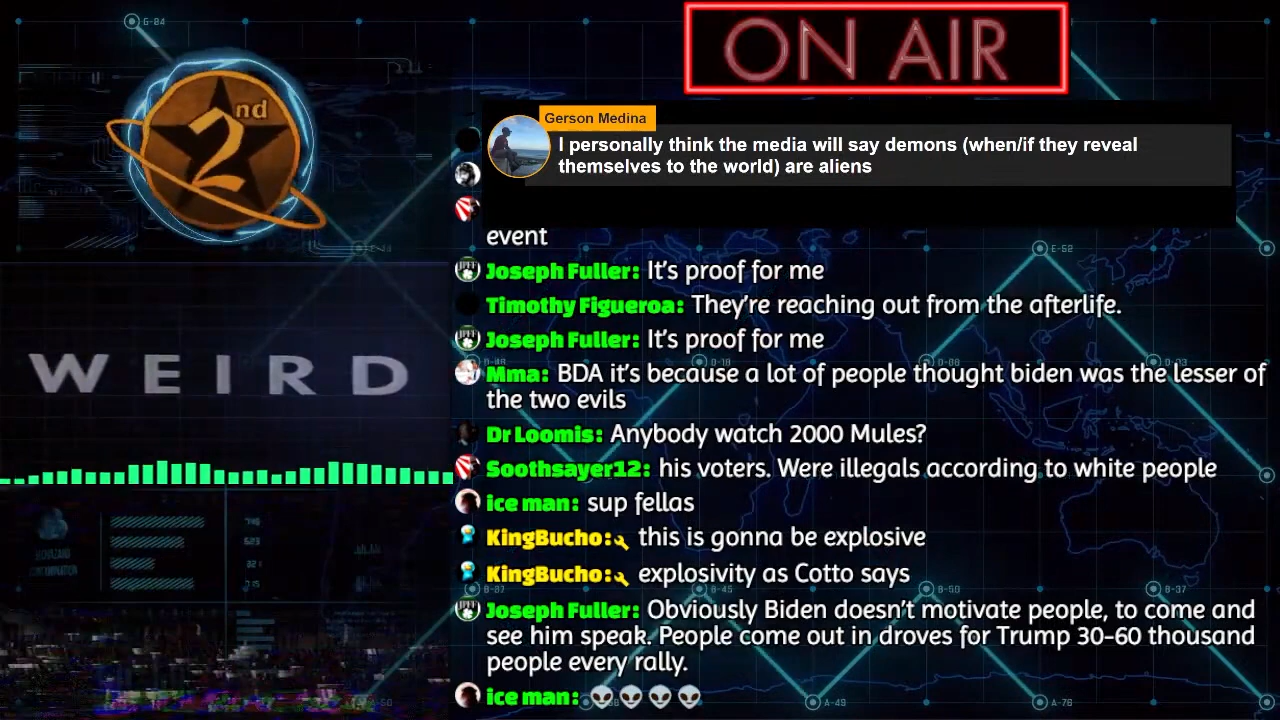 G-84
2nd
ON AIR
Gerson Medina
I personally think the media will say demons (when/if they reveal
themselves to the world) are aliens
event
E-52
Joseph Fuller: It's proof for me
Timothy Figueroa: They're reaching out from the afterlife.
Joseph Fuller: It's proof for me
WEIRD
Mma: BDA it's because a lot of people thought biden was the lesser of
the two evils
Dr Loomis: Anybody watch 2000 Mules?
Soothsayer12: his voters. Were illegals according to white people
ice man: sup fellas
KingBucho: this is gonna be explosive
KingBucho: explosivity as Cotto says
B-37
Joseph Fuller: Obviously Biden doesn't motivate people, to come and
see him speak. People come out in droves for Trump 30-60 thousand
people every rally.
ice man: 👽👽👽👽
A-49
A-76